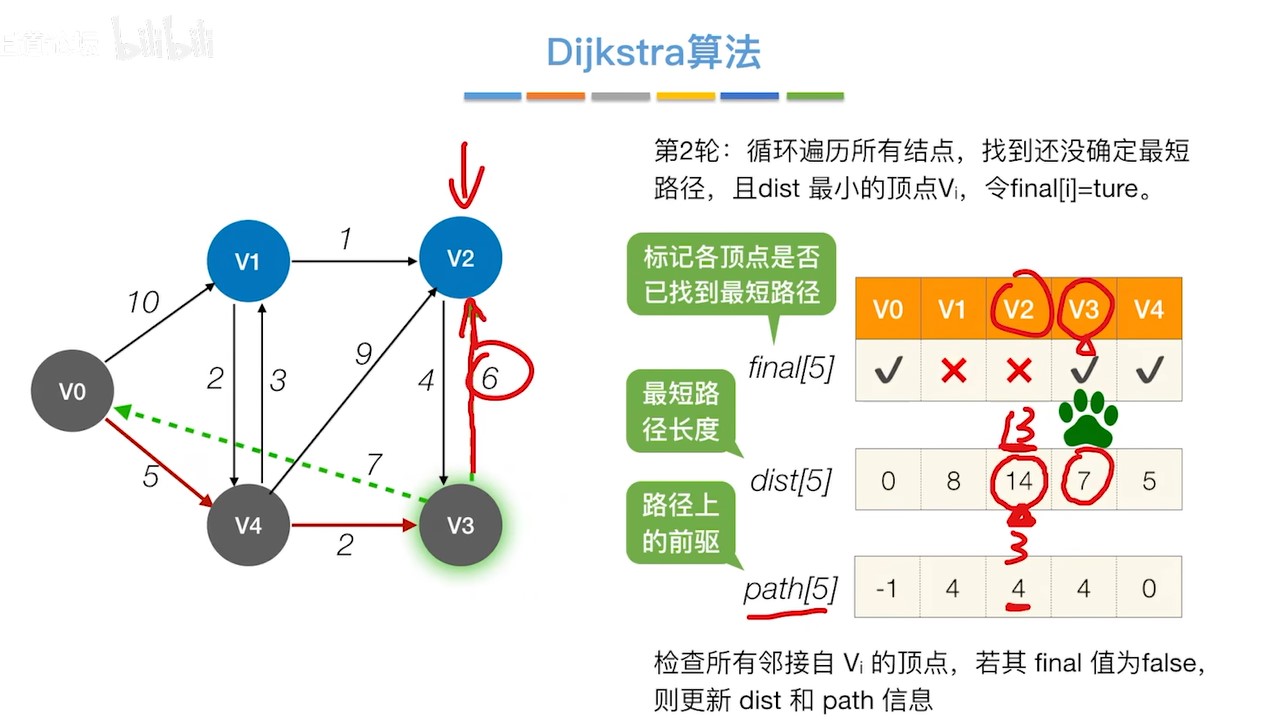 bilibili
Dijkstra算法
第2轮：循环遍历所有结点，找到还没确定最短
路径，且dist 最小的顶点Vᵢ，令final[i]=ture。
标记各顶点是否
已找到最短路径
V0 V1 V2 V3 V4
final[5] ✓ ✕ ✕ ✓ ✓
13
最短路
径长度
dist[5] 0 8 14 7 5
3
路径上
的前驱
path[5] -1 4 4 4 0
检查所有邻接自 Vᵢ 的顶点，若其 final 值为false，
则更新 dist 和 path 信息
V1
1
V2
10
2
3
9
4
6
V0
5
7
V4
2
V3